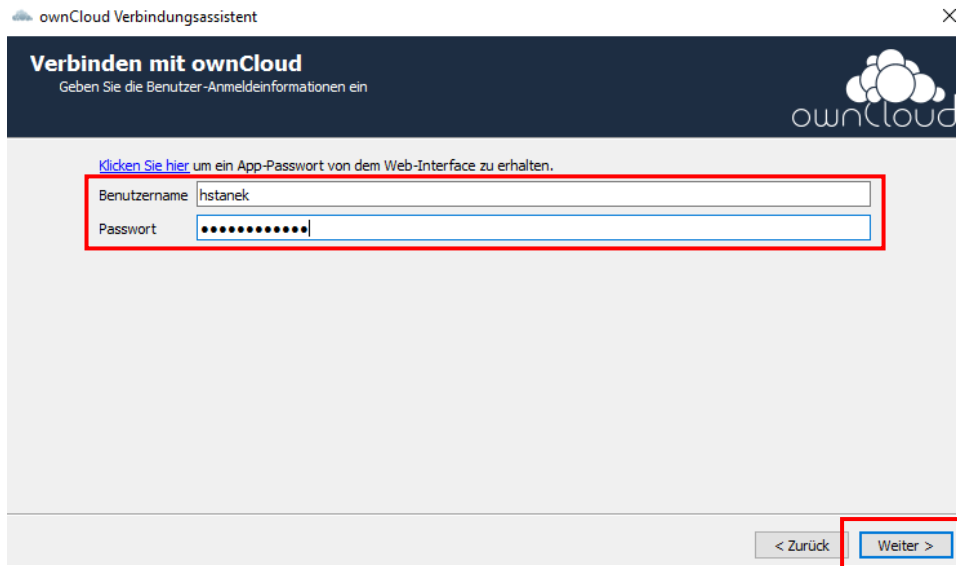 ownCloud Verbindungsassistent
Verbinden mit ownCloud
Geben Sie die Benutzer-Anmeldeinformationen ein
ownCloud
Klicken Sie hier um ein App-Passwort von dem Web-Interface zu erhalten.
Benutzername hstanek
Passwort ●●●●●●●●●●●●
< Zurück Weiter >